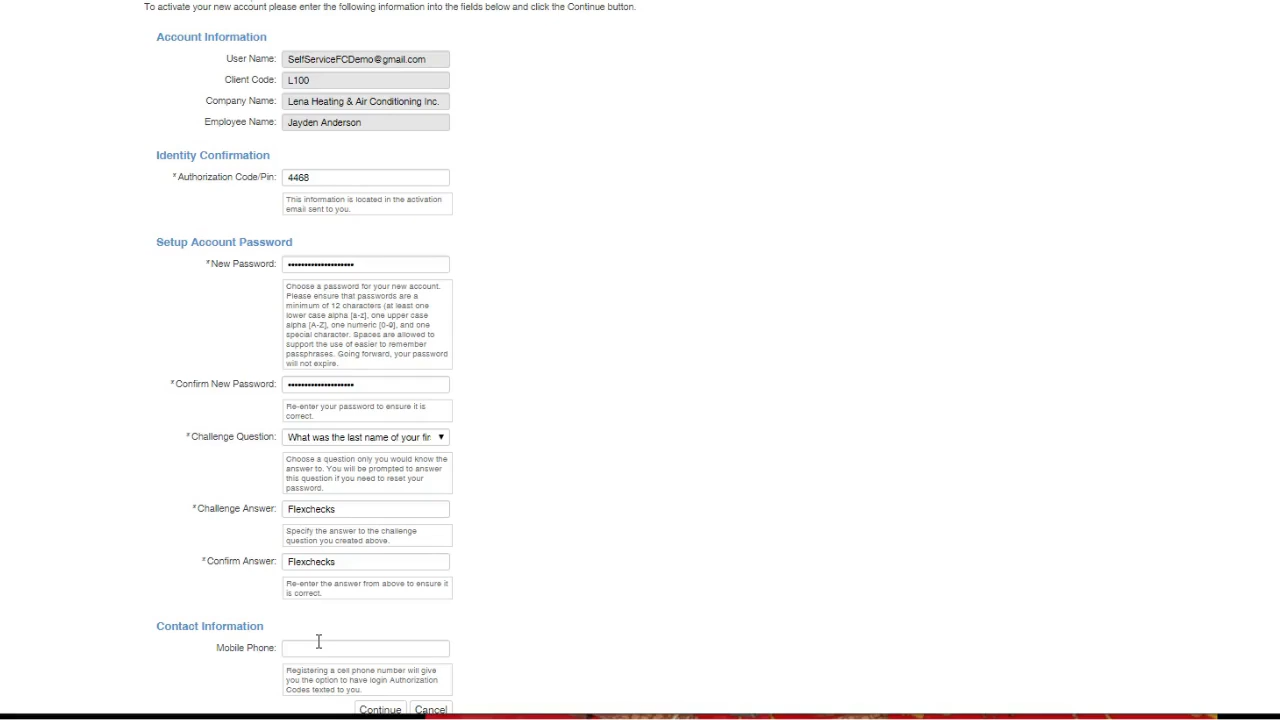 To activate your new account please enter the following information into the fields below and click the Continue button.
Account Information
User Name: SelfServiceFCDemo@gmail.com
Client Code: L100
Company Name: Lena Heating & Air Conditioning Inc.
Employee Name: Jayden Anderson
Identity Confirmation
*Authorization Code/Pin: 4468
This information is located in the activation
email sent to you.
Setup Account Password
*New Password: ••••••••••••••••••••
Choose a password for your new account.
Please ensure that passwords are a
minimum of 12 characters (at least one
lower case alpha [a-z], one upper case
alpha [A-Z], one numeric [0-9], and one
special character. Spaces are allowed to
support the use of easier to remember
passphrases. Going forward, your password
will not expire.
*Confirm New Password: ••••••••••••••••••••
Re-enter your password to ensure it is
correct.
*Challenge Question: What was the last name of your fir
Choose a question only you would know the
answer to. You will be prompted to answer
this question if you need to reset your
password.
*Challenge Answer: Flexchecks
Specify the answer to the challenge
question you created above.
*Confirm Answer: Flexchecks
Re-enter the answer from above to ensure it
is correct.
Contact Information
Mobile Phone:
Registering a cell phone number will give
you the option to have login Authorization
Codes texted to you.
Continue Cancel